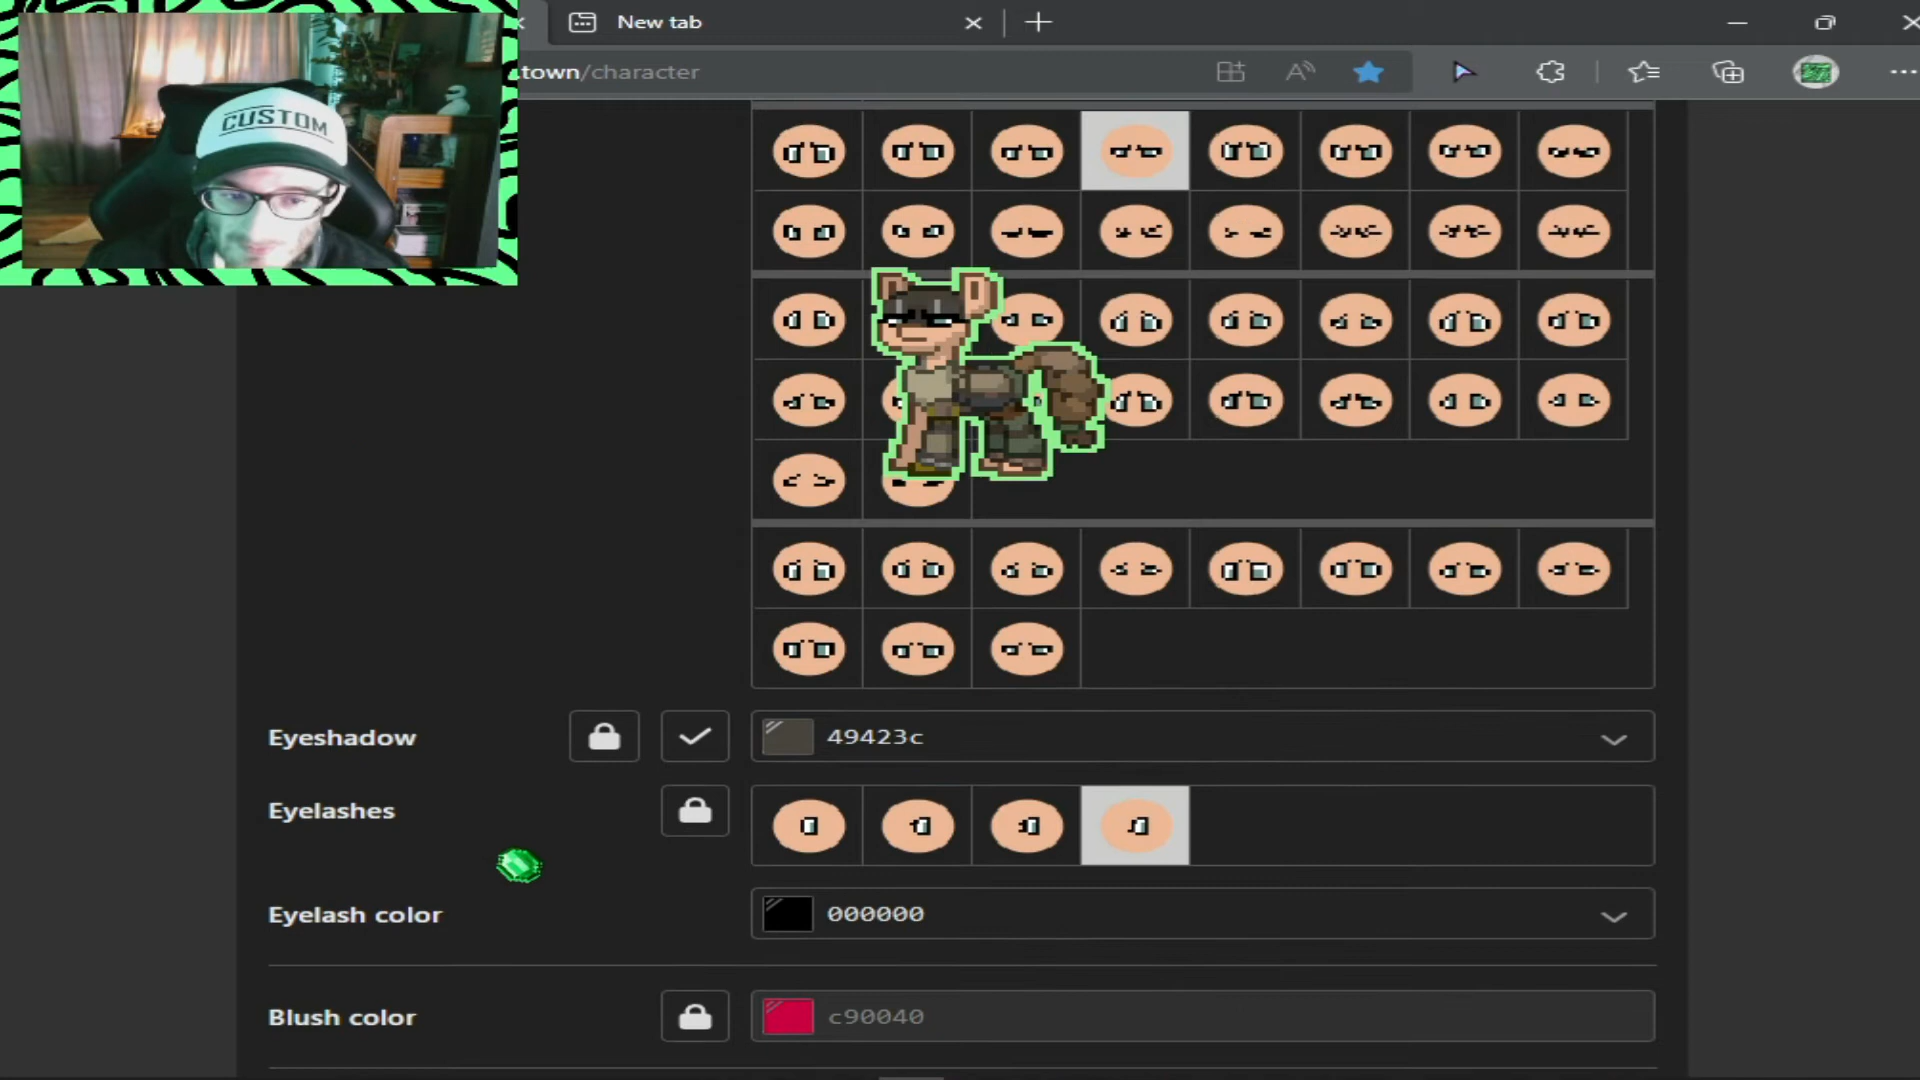 New tab
.town/character
CUSTOM
Eyeshadow
49423c
Eyelashes
Eyelash color
000000
Blush color
c90040